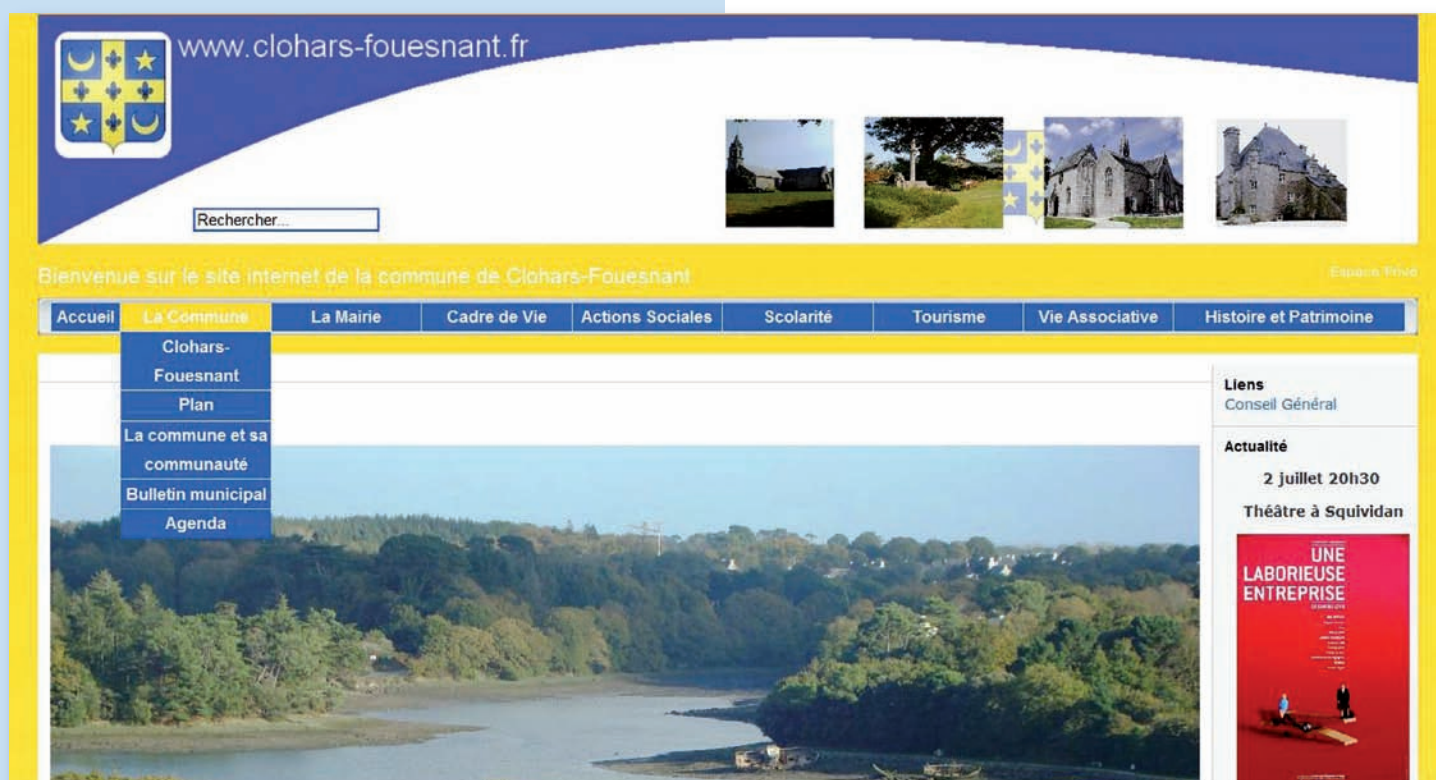 www.clohars-fouesnant.fr
Rechercher...
Bienvenue sur le site internet de la commune de Clohars-Fouesnant
Espace Privé
Accueil La Commune La Mairie Cadre de Vie Actions Sociales Scolarité Tourisme Vie Associative Histoire et Patrimoine
Clohars-
Fouesnant
Plan
La commune et sa
communauté
Bulletin municipal
Agenda
Liens
Conseil Général
Actualité
2 juillet 20h30
Théâtre à Squividan
UNE
LABORIEUSE
ENTREPRISE